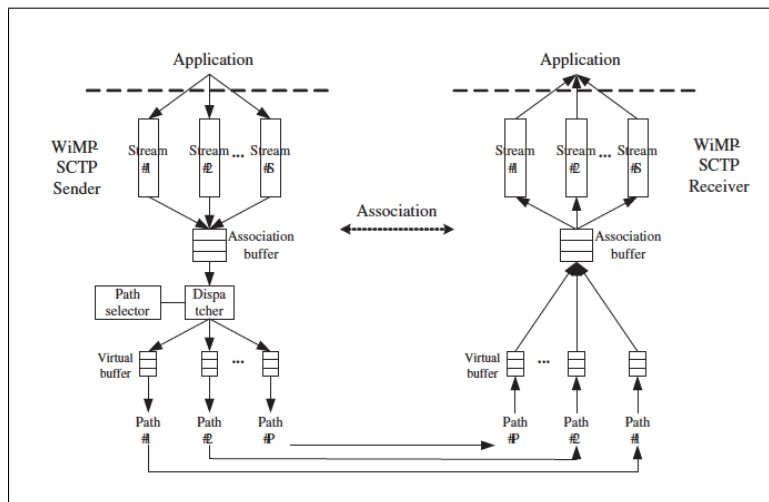 Application
WiMP-
SCTP
Sender
Stream
#1
Stream
#2
...
Stream
#S
Association
buffer
Path
selector
Dispa
tcher
Virtual
buffer
...
Path
#1
Path
#2
Path
#P
Association
Application
Stream
#1
Stream
#2
...
Stream
#S
WiMP-
SCTP
Receiver
Association
buffer
Virtual
buffer
...
Path
#P
Path
#2
Path
#1